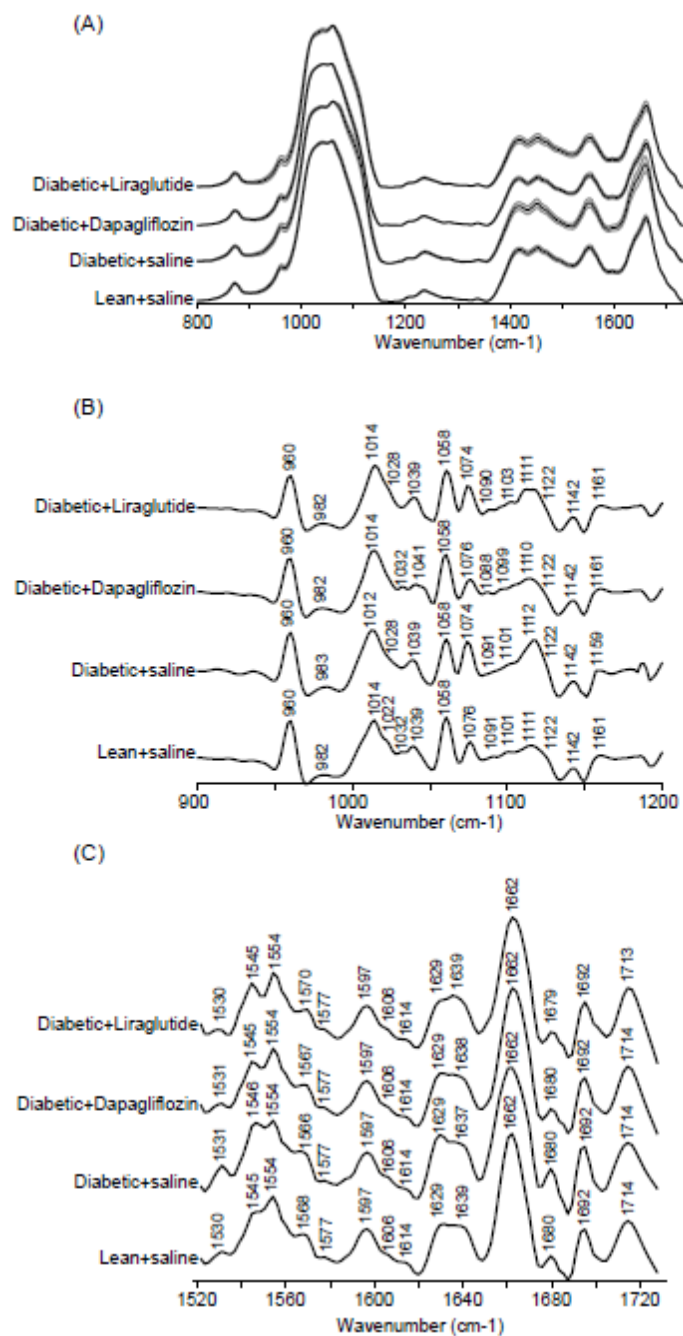 (A)
Diabetic+Liraglutide
Diabetic+Dapagliflozin
Diabetic+saline
Lean+saline
800 1000 1200 1400 1600
Wavenumber (cm-1)
(B)
960 982 1014 1028 1039 1058 1074 1090 1103 1111 1122 1142 1161
Diabetic+Liraglutide
960 982 1014 1032 1041 1058 1076 1088 1099 1110 1122 1142 1161
Diabetic+Dapagliflozin
960 983 1012 1028 1039 1058 1074 1091 1101 1112 1122 1142 1159
Diabetic+saline
960 982 1014 1022 1032 1039 1058 1076 1091 1101 1111 1122 1142 1161
Lean+saline
900 1000 1100 1200
Wavenumber (cm-1)
(C)
1530 1545 1554 1570 1577 1597 1606 1614 1629 1639 1662 1679 1692 1713
Diabetic+Liraglutide
1531 1545 1554 1567 1577 1597 1606 1614 1629 1638 1662 1680 1692 1714
Diabetic+Dapagliflozin
1531 1546 1554 1566 1577 1597 1606 1614 1629 1637 1662 1680 1692 1714
Diabetic+saline
1530 1545 1554 1568 1577 1597 1606 1614 1629 1639 1662 1680 1692 1714
Lean+saline
1520 1560 1600 1640 1680 1720
Wavenumber (cm-1)